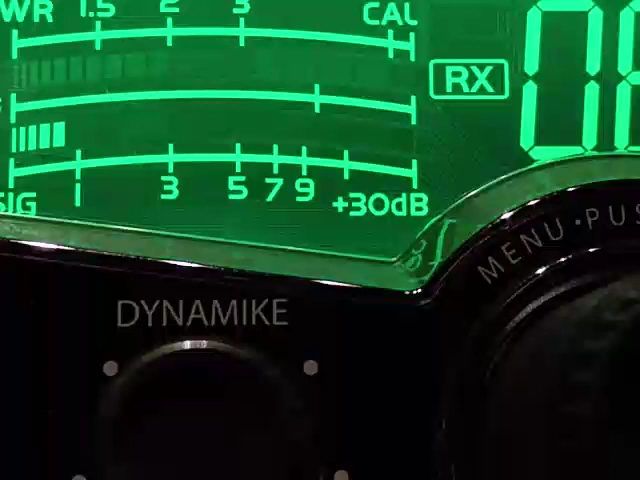 WR 1.5 2 3 CAL
RX
SIG 1 3 5 7 9 +30dB
MENU·PUS
DYNAMIKE